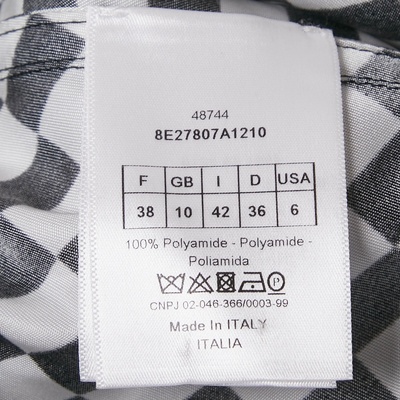 48744
8E27807A1210
F GB I D USA
38 10 42 36 6
100% Polyamide - Polyamide -
Poliamida
P
CNPJ 02-046-366/0003-99
Made In ITALY
ITALIA